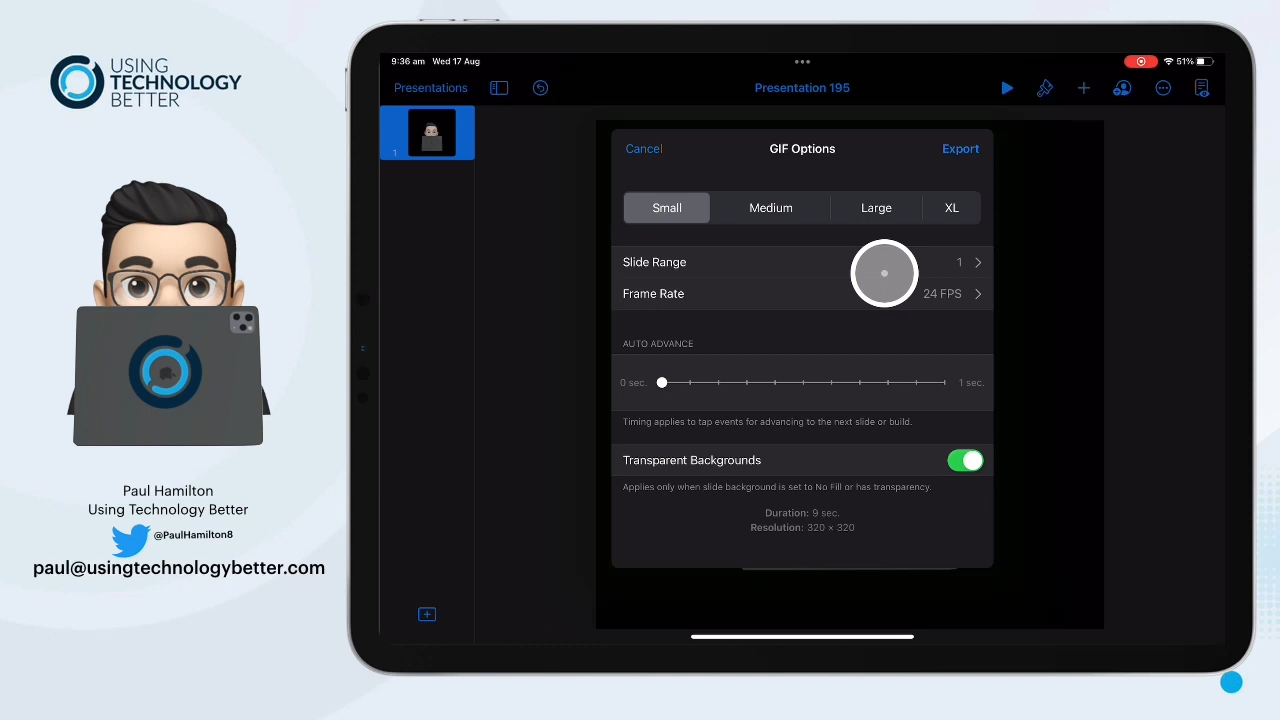 USING
TECHNOLOGY
BETTER
Paul Hamilton
Using Technology Better
@PaulHamilton8
paul@usingtechnologybetter.com
9:36 am Wed 17 Aug
51%
Presentations
Presentation 195
1
Cancel
GIF Options
Export
Small
Medium
Large
XL
Slide Range
1
Frame Rate
24 FPS
AUTO ADVANCE
0 sec.
1 sec.
Timing applies to tap events for advancing to the next slide or build.
Transparent Backgrounds
Applies only when slide background is set to No Fill or has transparency.
Duration: 9 sec.
Resolution: 320 × 320